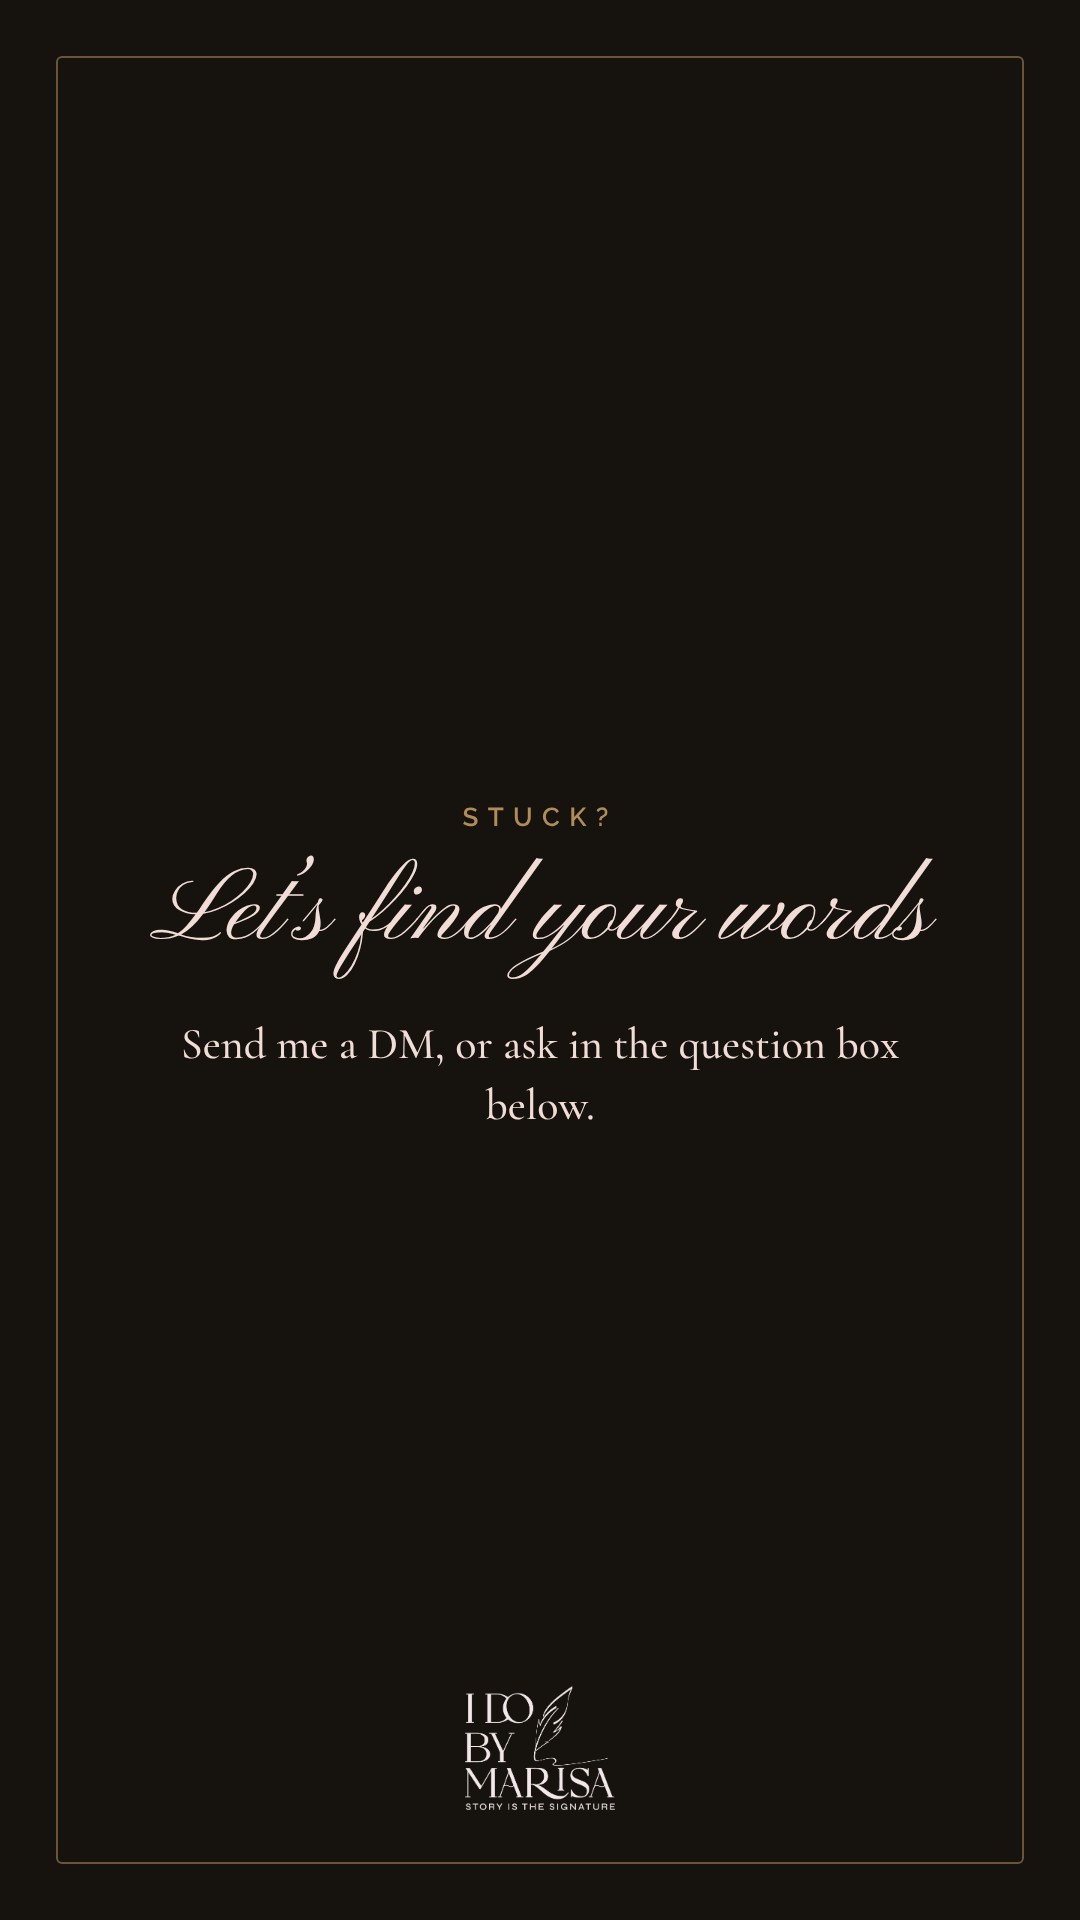 STUCK?
Let's find your words
Send me a DM, or ask in the question box
below.
I DO
BY
MARISA
STORY IS THE SIGNATURE